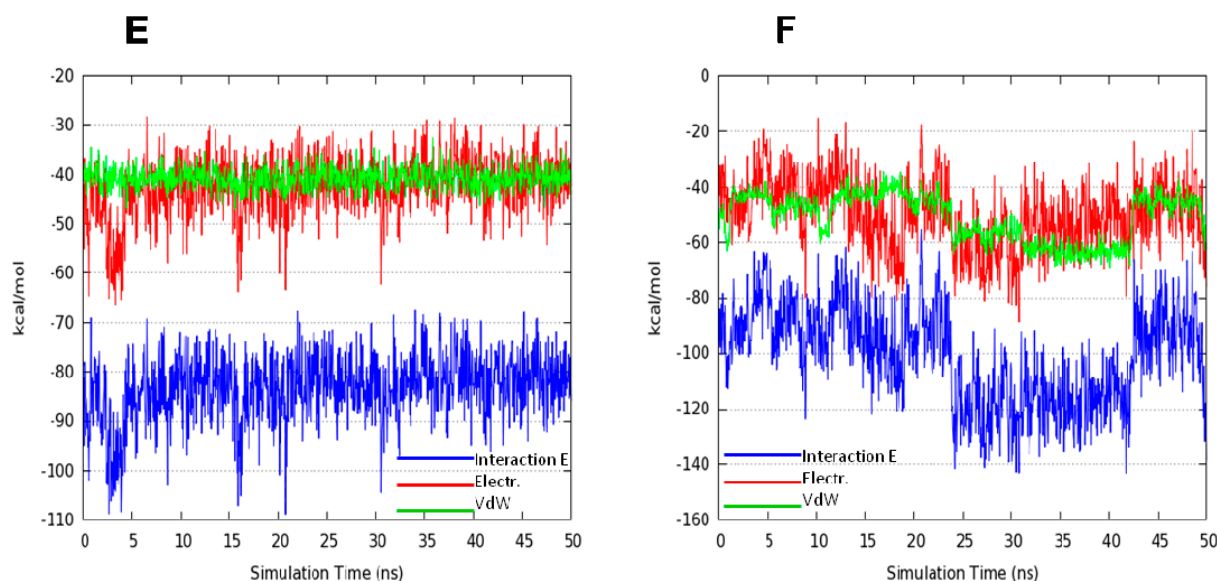 E
-20
-30
-40
-50
-60
-70
-80
-90
-100
-110
kcal/mol
0 5 10 15 20 25 30 35 40 45 50
Simulation Time (ns)
Interaction E
Electr.
VdW
F
0
-20
-40
-60
-80
-100
-120
-140
-160
kcal/mol
0 5 10 15 20 25 30 35 40 45 50
Simulation Time (ns)
Interaction E
Electr.
VdW